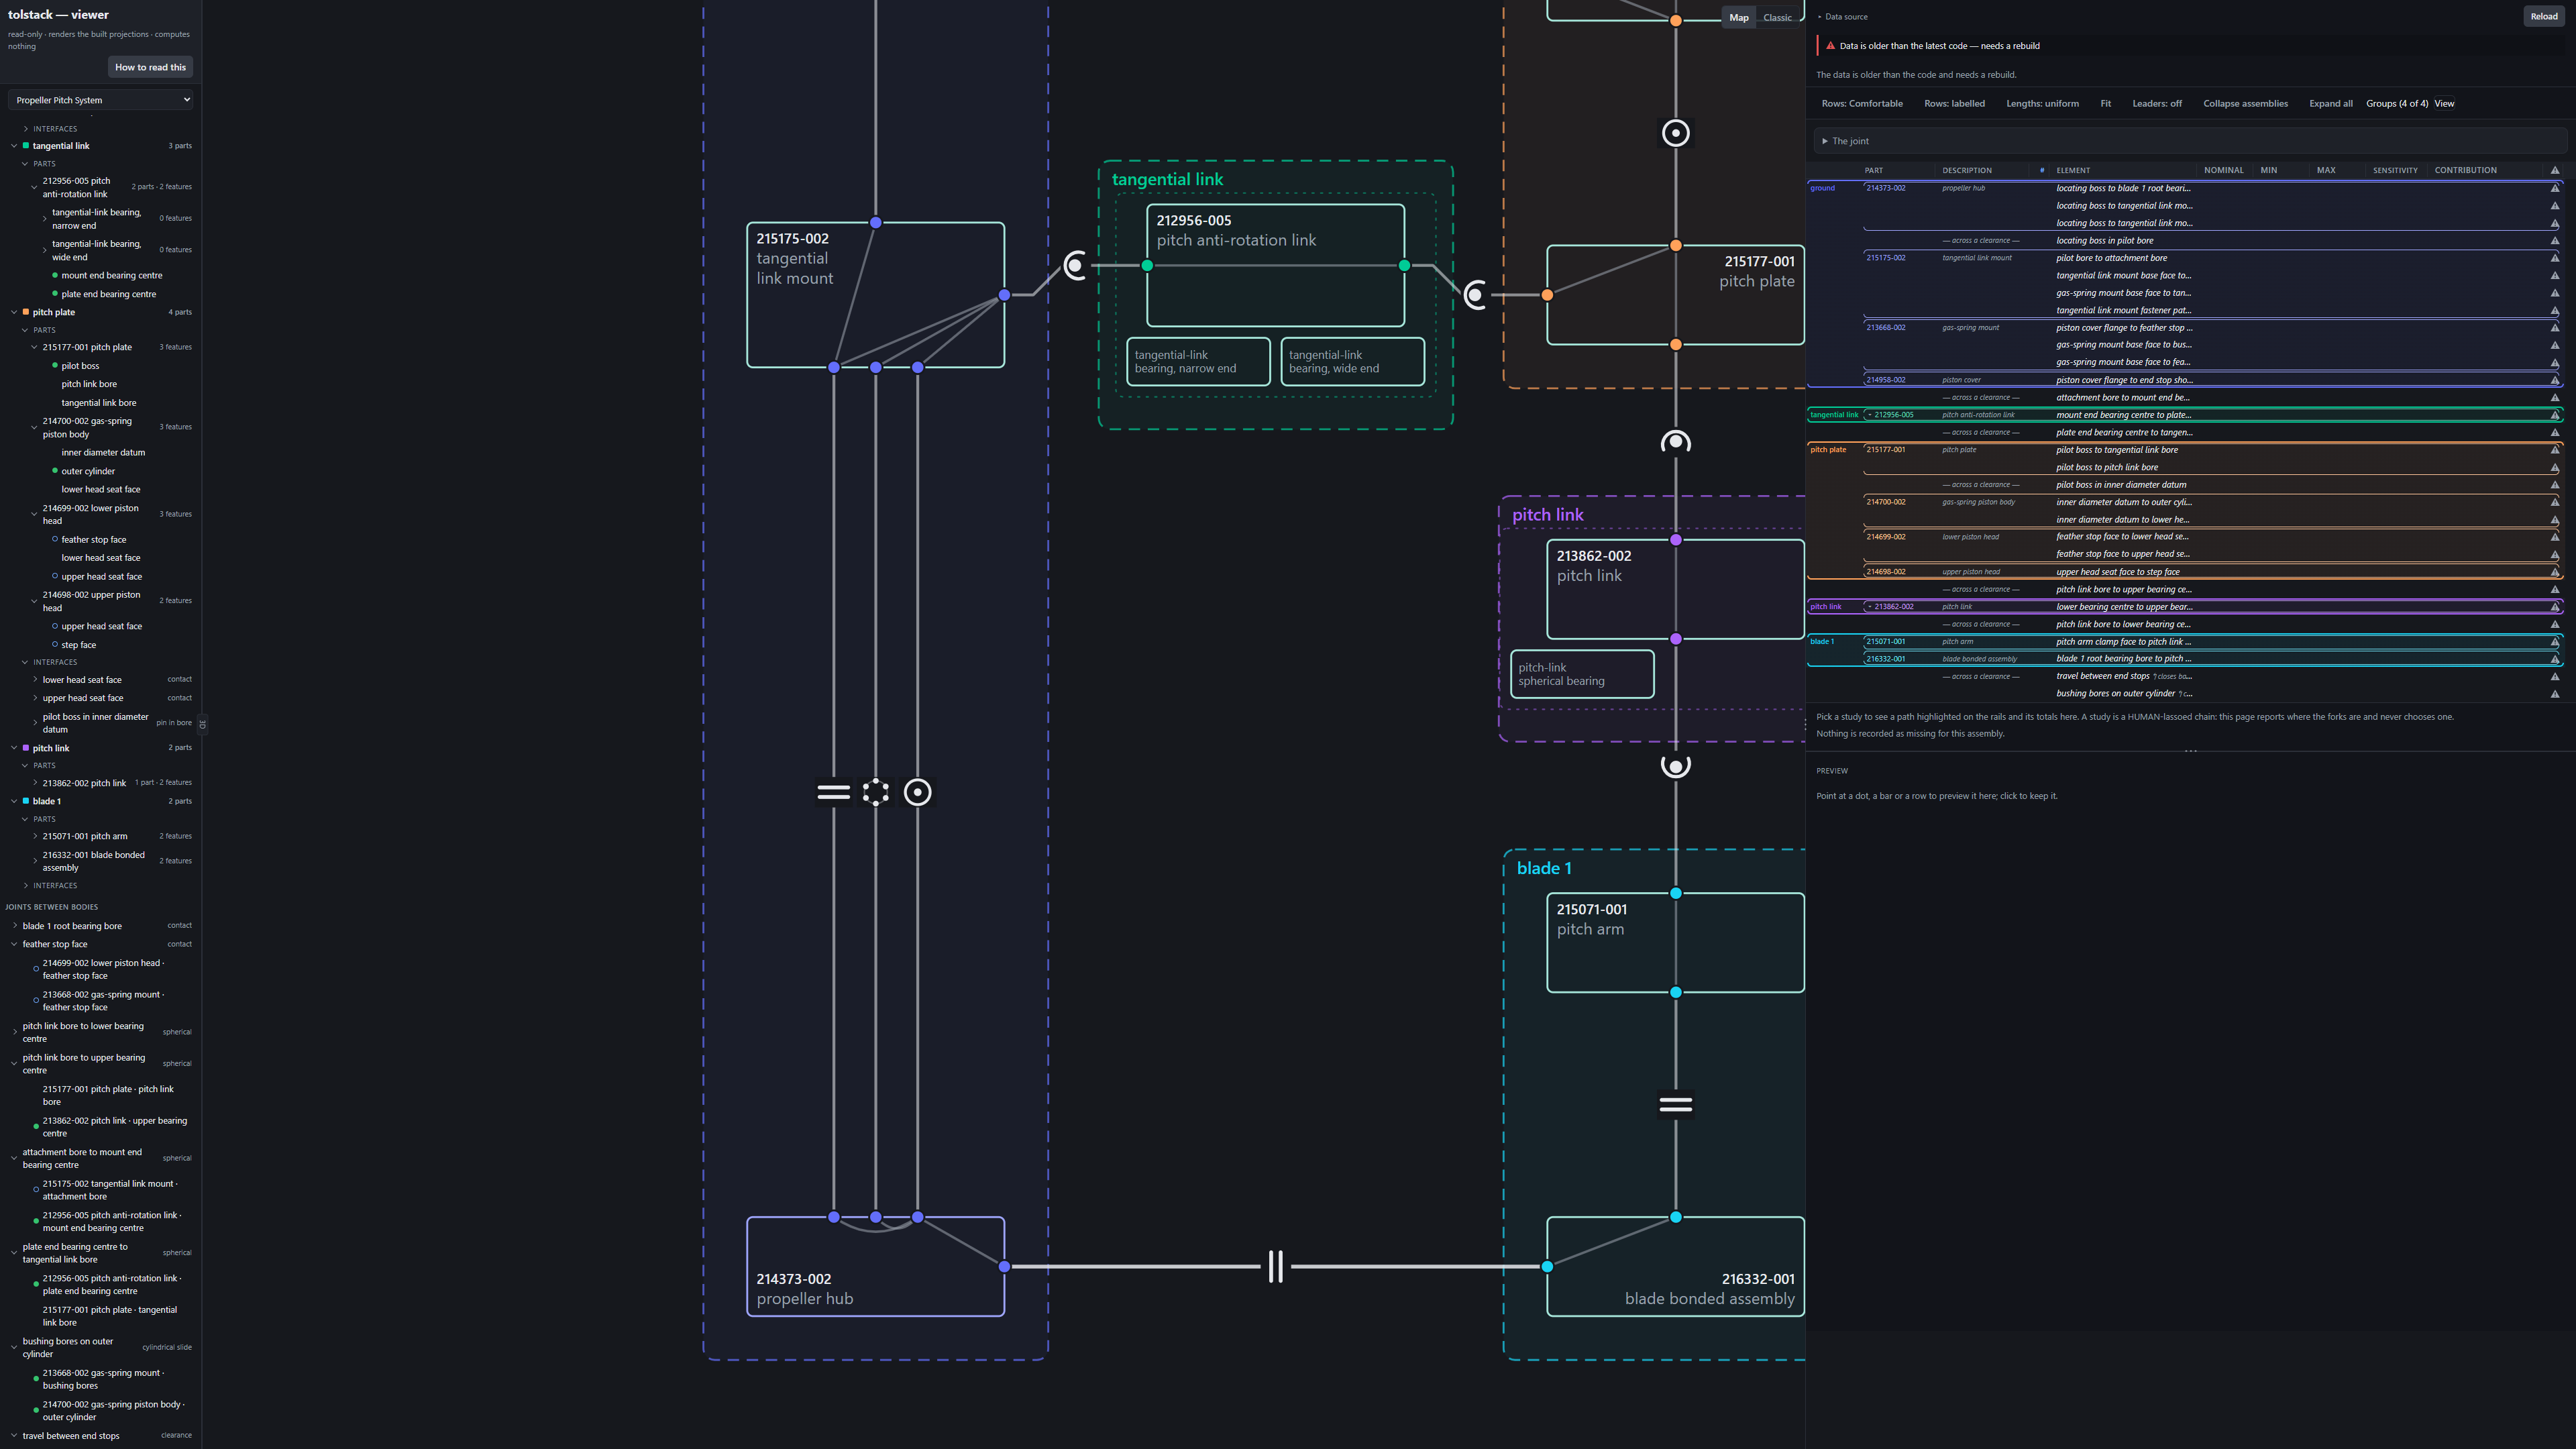 tolstack — viewer
read-only · renders the built projections · computes
nothing
How to read this
Propeller Pitch System
INTERFACES
tangential link 3 parts
PARTS
212956-005 pitch
anti-rotation link 2 parts · 2 features
tangential-link bearing,
narrow end 0 features
tangential-link bearing,
wide end 0 features
mount end bearing centre
plate end bearing centre
pitch plate 4 parts
PARTS
215177-001 pitch plate 3 features
pilot boss
pitch link bore
tangential link bore
214700-002 gas-spring
piston body 3 features
inner diameter datum
outer cylinder
lower head seat face
214699-002 lower piston
head 3 features
feather stop face
lower head seat face
upper head seat face
214698-002 upper piston
head 2 features
upper head seat face
step face
INTERFACES
lower head seat face contact
upper head seat face contact
pilot boss in inner diameter
datum pin in bore
pitch link 2 parts
PARTS
213862-002 pitch link 1 part · 2 features
blade 1 2 parts
PARTS
215071-001 pitch arm 2 features
216332-001 blade bonded
assembly 2 features
INTERFACES
JOINTS BETWEEN BODIES
blade 1 root bearing bore contact
feather stop face contact
214699-002 lower piston head ·
feather stop face
213668-002 gas-spring mount ·
feather stop face
pitch link bore to lower bearing
centre spherical
pitch link bore to upper bearing
centre spherical
215177-001 pitch plate · pitch link
bore
213862-002 pitch link · upper bearing
centre
attachment bore to mount end
bearing centre spherical
215175-002 tangential link mount ·
attachment bore
212956-005 pitch anti-rotation link ·
mount end bearing centre
plate end bearing centre to
tangential link bore spherical
212956-005 pitch anti-rotation link ·
plate end bearing centre
215177-001 pitch plate · tangential
link bore
bushing bores on outer
cylinder cylindrical slide
213668-002 gas-spring mount ·
bushing bores
214700-002 gas-spring piston body ·
outer cylinder
travel between end stops clearance
3D
Map Classic
215175-002
tangential
link mount
tangential link
212956-005
pitch anti-rotation link
tangential-link
bearing, narrow end
tangential-link
bearing, wide end
215177-001
pitch plate
pitch link
213862-002
pitch link
pitch-link
spherical bearing
blade 1
215071-001
pitch arm
214373-002
propeller hub
216332-001
blade bonded assembly
Data source
Reload
Data is older than the latest code — needs a rebuild
The data is older than the code and needs a rebuild.
Rows: Comfortable Rows: labelled Lengths: uniform Fit Leaders: off Collapse assemblies Expand all Groups (4 of 4) View
The joint
PART DESCRIPTION # ELEMENT NOMINAL MIN MAX SENSITIVITY CONTRIBUTION
ground 214373-002 propeller hub locating boss to blade 1 root beari...
locating boss to tangential link mo...
locating boss to tangential link mo...
— across a clearance — locating boss in pilot bore
215175-002 tangential link mount pilot bore to attachment bore
tangential link mount base face to...
gas-spring mount base face to tan...
tangential link mount fastener pat...
213668-002 gas-spring mount piston cover flange to feather stop ...
gas-spring mount base face to bus...
gas-spring mount base face to fea...
214958-002 piston cover piston cover flange to end stop sho...
— across a clearance — attachment bore to mount end be...
tangential link 212956-005 pitch anti-rotation link mount end bearing centre to plate...
— across a clearance — plate end bearing centre to tangen...
pitch plate 215177-001 pitch plate pilot boss to tangential link bore
pilot boss to pitch link bore
— across a clearance — pilot boss in inner diameter datum
214700-002 gas-spring piston body inner diameter datum to outer cyli...
inner diameter datum to lower he...
214699-002 lower piston head feather stop face to lower head se...
feather stop face to upper head se...
214698-002 upper piston head upper head seat face to step face
— across a clearance — pitch link bore to upper bearing ce...
pitch link 213862-002 pitch link lower bearing centre to upper bear...
— across a clearance — pitch link bore to lower bearing ce...
blade 1 215071-001 pitch arm pitch arm clamp face to pitch link ...
216332-001 blade bonded assembly blade 1 root bearing bore to pitch ...
— across a clearance — travel between end stops closes bo...
bushing bores on outer cylinder
Pick a study to see a path highlighted on the rails and its totals here. A study is a HUMAN-lassoed chain: this page reports where the forks are and never chooses one.
Nothing is recorded as missing for this assembly.
PREVIEW
Point at a dot, a bar or a row to preview it here; click to keep it.